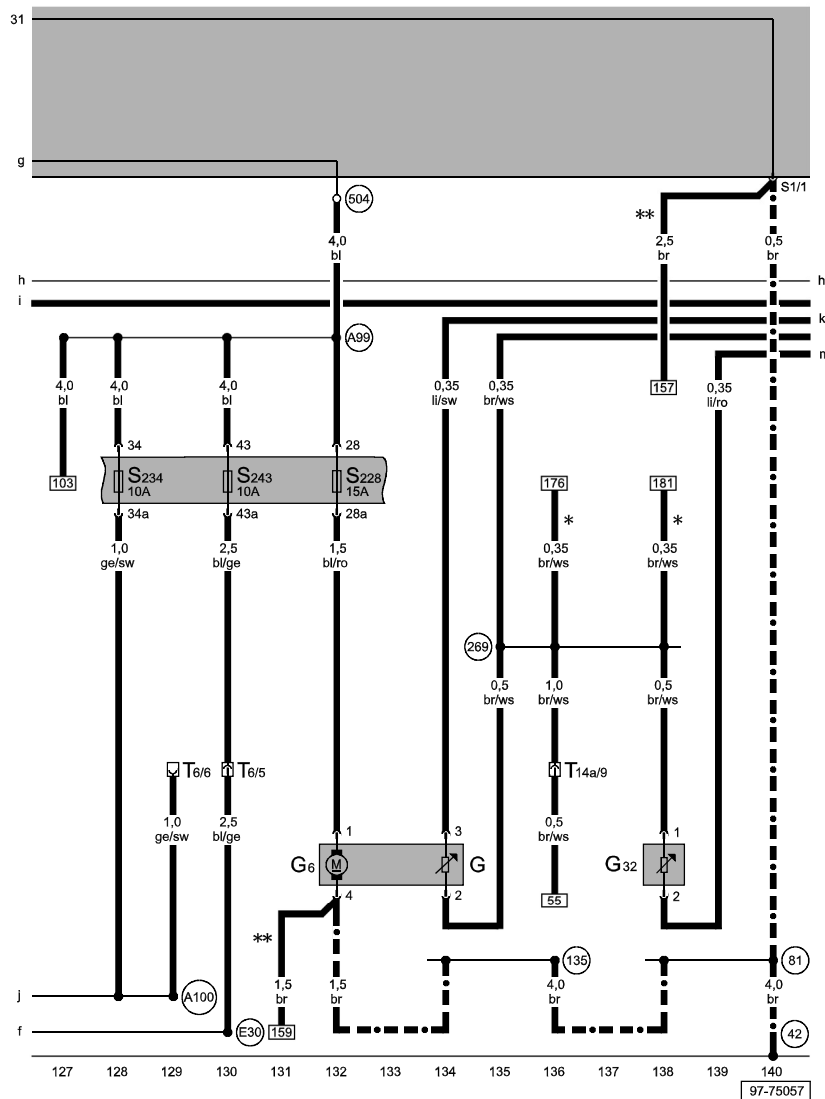 31
g
504
S1/1
**
4,0
bl
2,5
br
0,5
br
h
h
i
k
A99
4,0
bl
4,0
bl
4,0
bl
0,35
li/sw
0,35
br/ws
157
0,35
li/ro
34
43
28
103
S234
10A
S243
10A
S228
15A
176
181
34a
43a
28a
*
*
1,0
ge/sw
2,5
bl/ge
1,5
bl/ro
0,35
br/ws
0,35
br/ws
269
0,5
br/ws
1,0
br/ws
0,5
br/ws
T6/6
T6/5
T14a/9
1,0
ge/sw
2,5
bl/ge
0,5
br/ws
1
3
1
G6
M
G
G32
4
2
2
55
**
135
81
1,5
br
1,5
br
4,0
br
4,0
br
j
A100
f
E30
159
42
127 128 129 130 131 132 133 134 135 136 137 138 139 140
97-75057